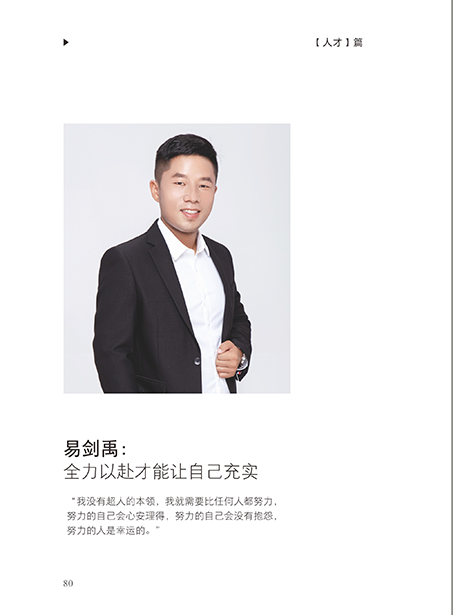 【人才】篇
易剑禹：
全力以赴才能让自己充实
“我没有超人的本领，我就需要比任何人都努力，
努力的自己会心安理得，努力的自己会没有抱怨，
努力的人是幸运的。”
80